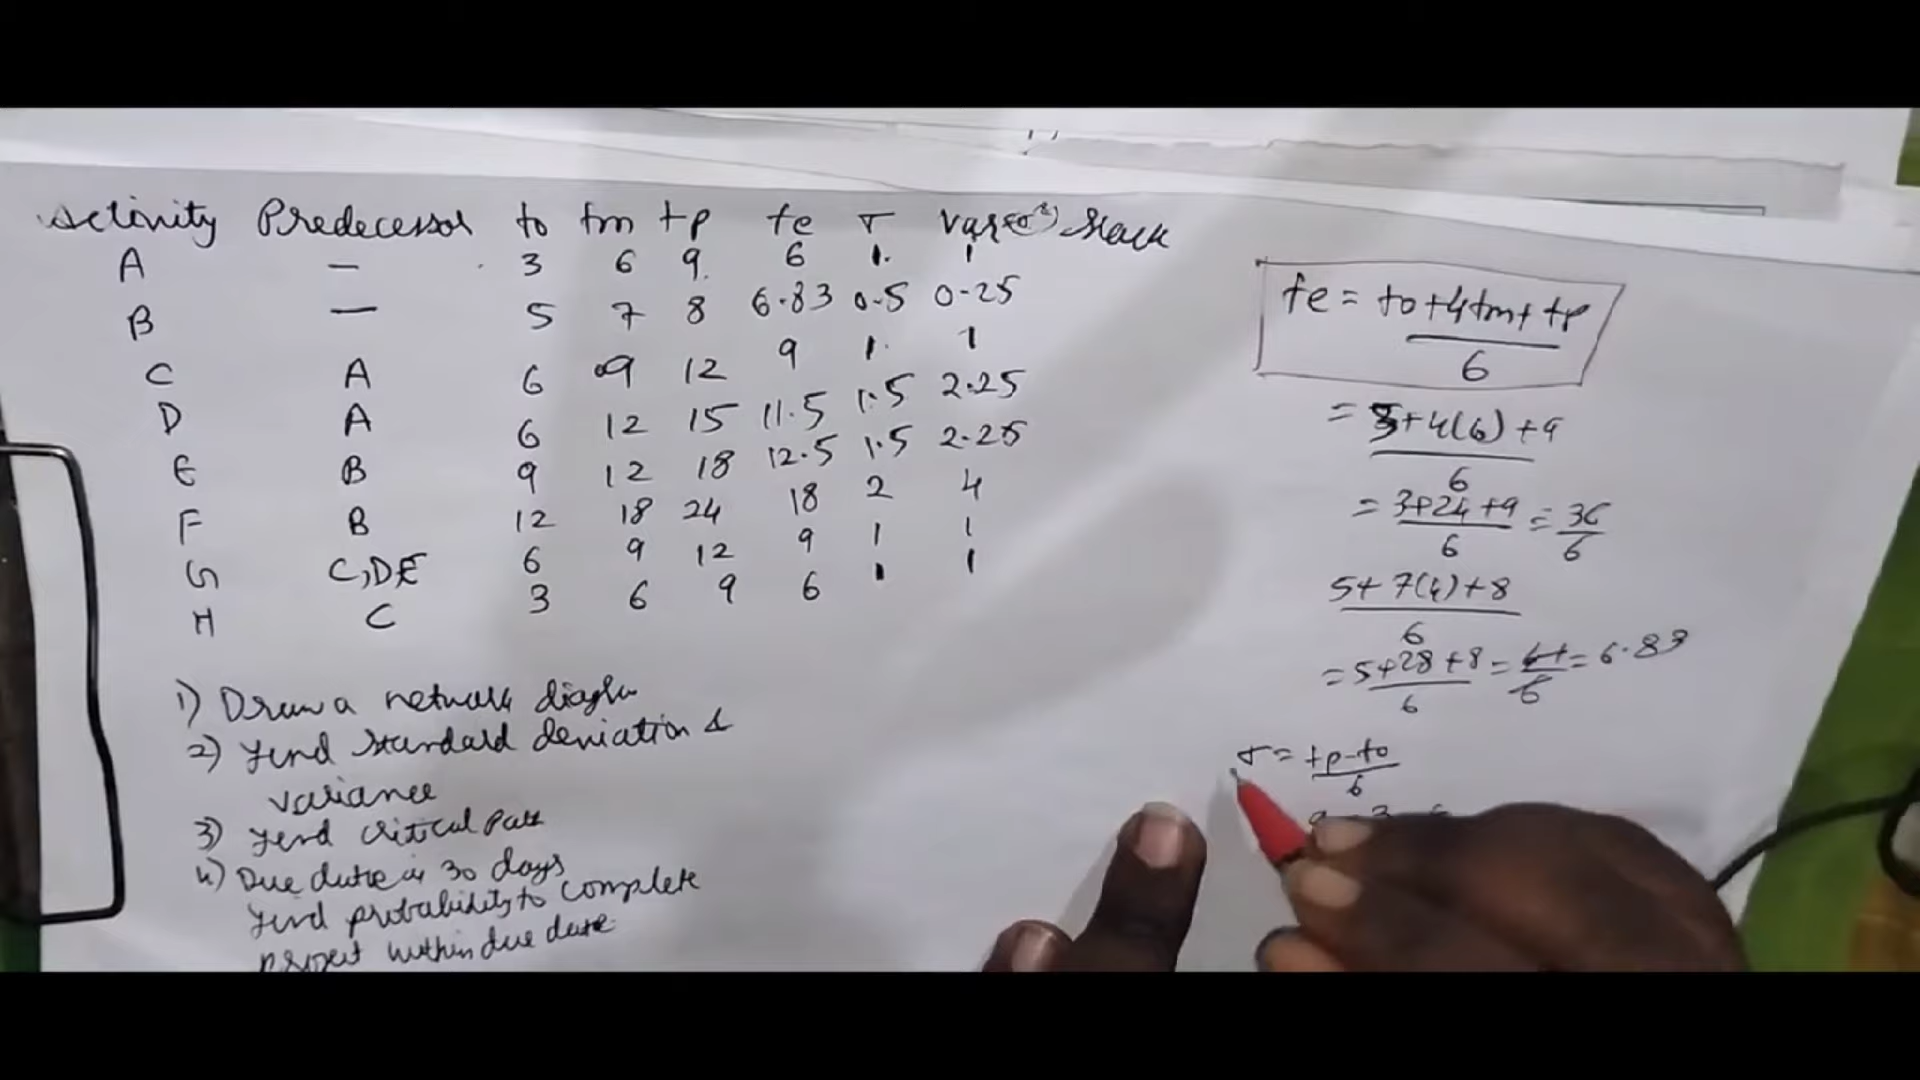 Activity Predecessor to tm tp te σ Var(σ²) Slack
A — 3 6 9. 6 1. 1
B — 5 7 8 6.83 0.5 0.25
C A 6 9 12 9 1. 1
D A 6 12 15 11.5 1.5 2.25
E B 9 12 18 12.5 1.5 2.25
F B 12 18 24 18 2 4
G C,DE 6 9 12 9 1 1
H C 3 6 9 6 1 1
1) Draw a network
2) Find standard deviation &
variance
3) Find critical path
4) Due date is 30 days
Find probability to complete
project within due date
te = to+4tm+tp
6
= 3+4(6)+9
6
= 3+24+9 = 36
6 6
5+ 7(4)+8
6
= 5+28+8 = 41 = 6.83
6 6
σ = tp-to
6
9-3